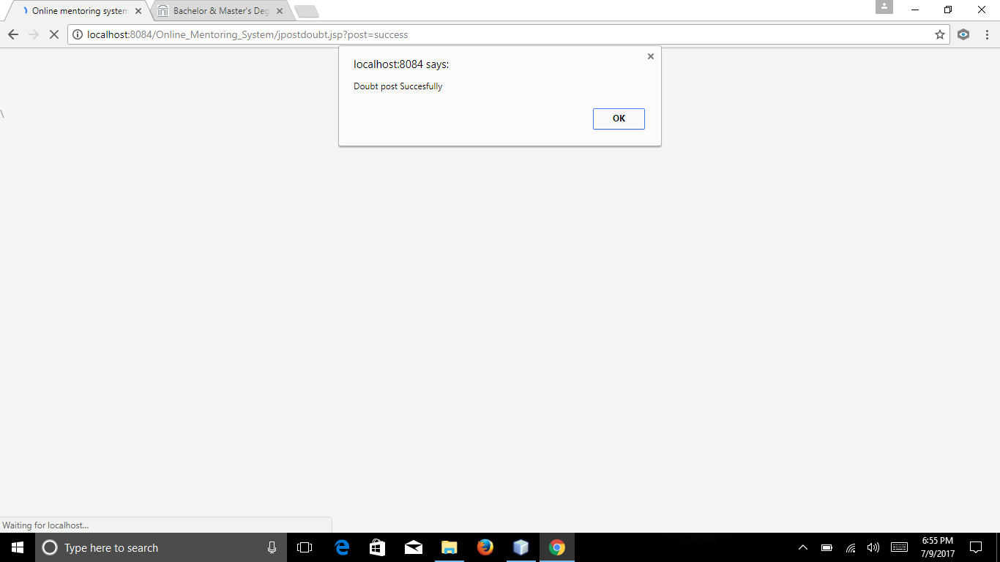 Online mentoring system
Bachelor & Master's Deg
localhost:8084/Online_Mentoring_System/jpostdoubt.jsp?post=success
localhost:8084 says:
Doubt post Succesfully
OK
\
Waiting for localhost...
Type here to search
6:55 PM
7/9/2017